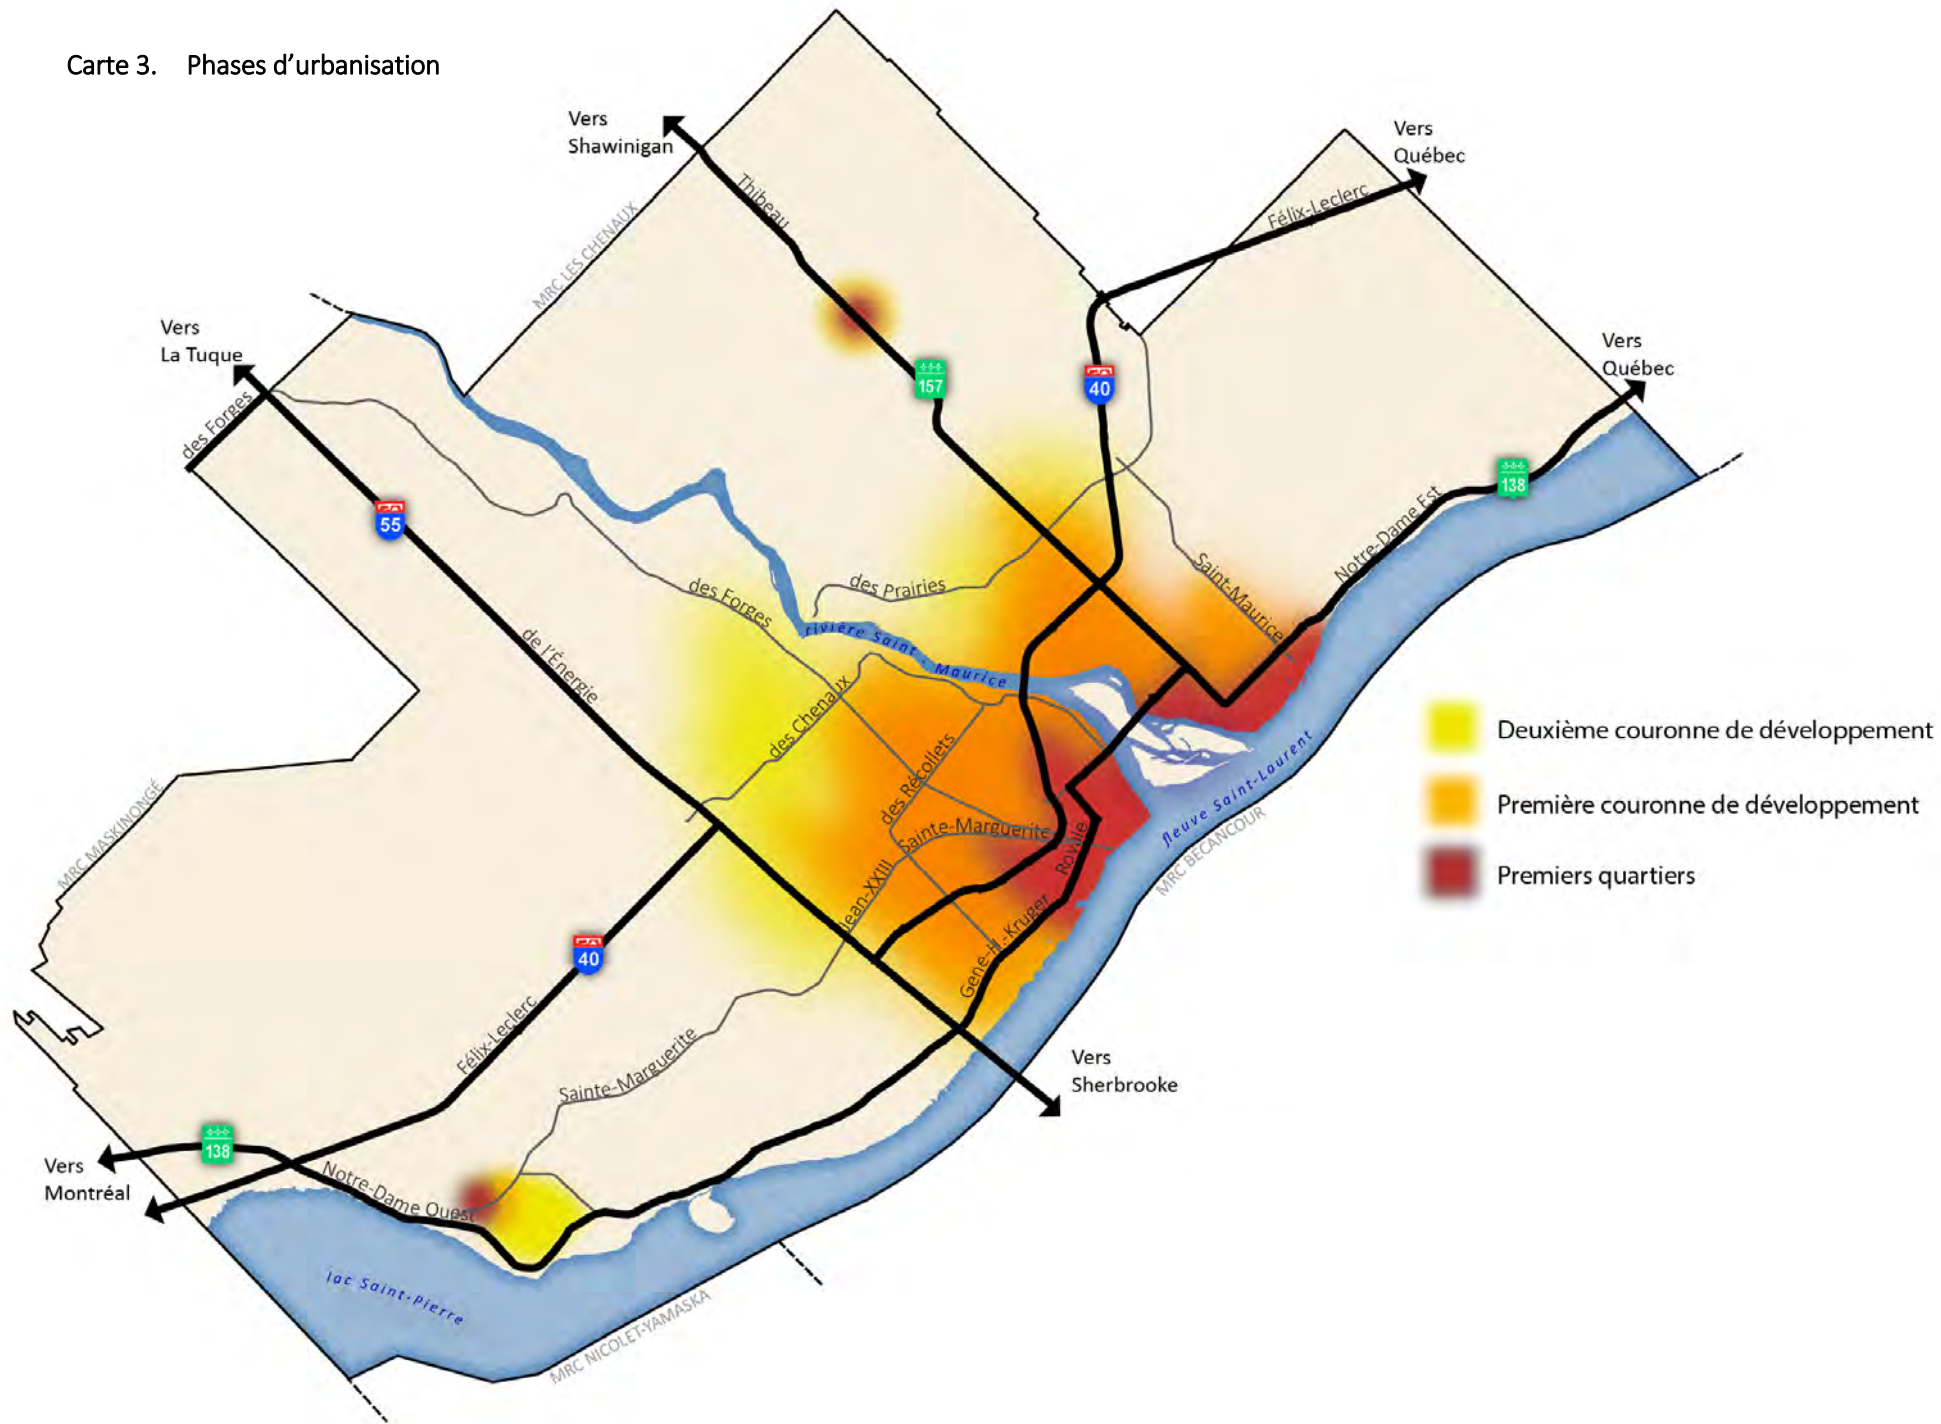 Carte 3. Phases d'urbanisation
Vers
Shawinigan
Vers
Québec
Thibeau
Félix-Leclerc
MRC LES CHENAUX
Vers
La Tuque
Vers
Québec
157
40
des Forges
138
55
Notre-Dame Est
Saint-Maurice
des Prairies
des Forges
rivière Saint-Maurice
de l'Énergie
des Chenaux
des Récollets
fleuve Saint-Laurent
Deuxième couronne de développement
Première couronne de développement
Premiers quartiers
MRC MASKINONGÉ
Sainte-Marguerite
Royale
MRC BÉCANCOUR
Jean-XXIII
Gene-H.-Kruger
40
Félix-Leclerc
Sainte-Marguerite
Vers
Sherbrooke
138
Vers
Montréal
Notre-Dame Ouest
lac Saint-Pierre
MRC NICOLET-YAMASKA